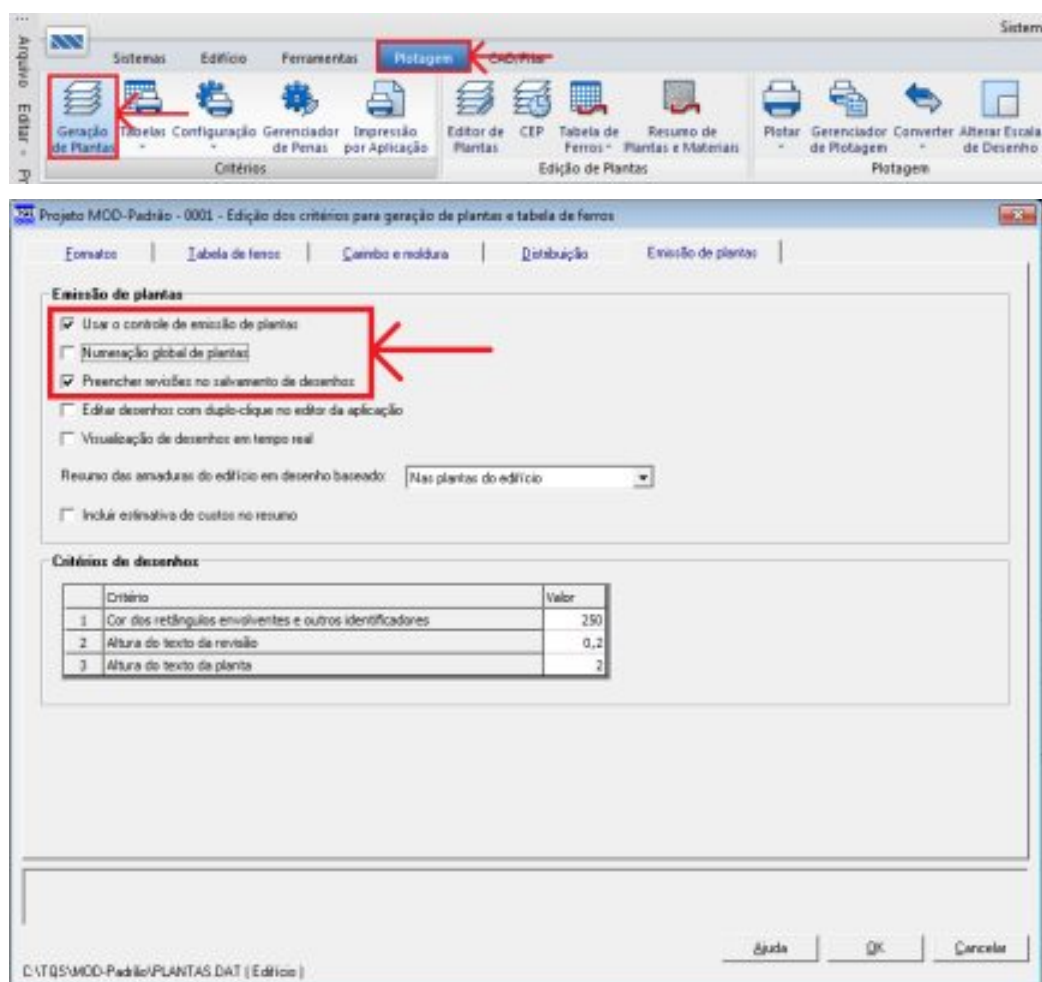 Sistem
Arquivo Editar - Pr
Sistemas Edifício Ferramentas Plotagem CAD/Pilar
Geração de Plantas
Tabelas
Configuração
Gerenciador de Penas
Impressão por Aplicação
Editor de Plantas
CEP
Tabela de Ferros
Resumo de Plantas e Materiais
Plotar
Gerenciador de Plotagem
Converter
Alterar Escala de Desenho
Critérios
Edição de Plantas
Plotagem
Projeto MOD-Padrão - 0001 - Edição dos critérios para geração de plantas e tabela de ferros
Formatos Tabela de ferros Carimbo e moldura Distribuição Emissão de plantas
Emissão de plantas
Usar o controle de emissão de plantas
Numeração global de plantas
Preencher revisões no salvamento de desenhos
Editar desenhos com duplo-clique no editor da aplicação
Visualização de desenhos em tempo real
Resumo das armaduras do edifício em desenho baseado: Nas plantas do edifício
Incluir estimativa de custos no resumo
Critérios de desenhos
Critério Valor
1 Cor dos retângulos envolventes e outros identificadores 250
2 Altura do texto da revisão 0,2
3 Altura do texto da planta 2
Ajuda OK Cancelar
C:\TQS\MOD-Padrão\PLANTAS.DAT ( Edifício )